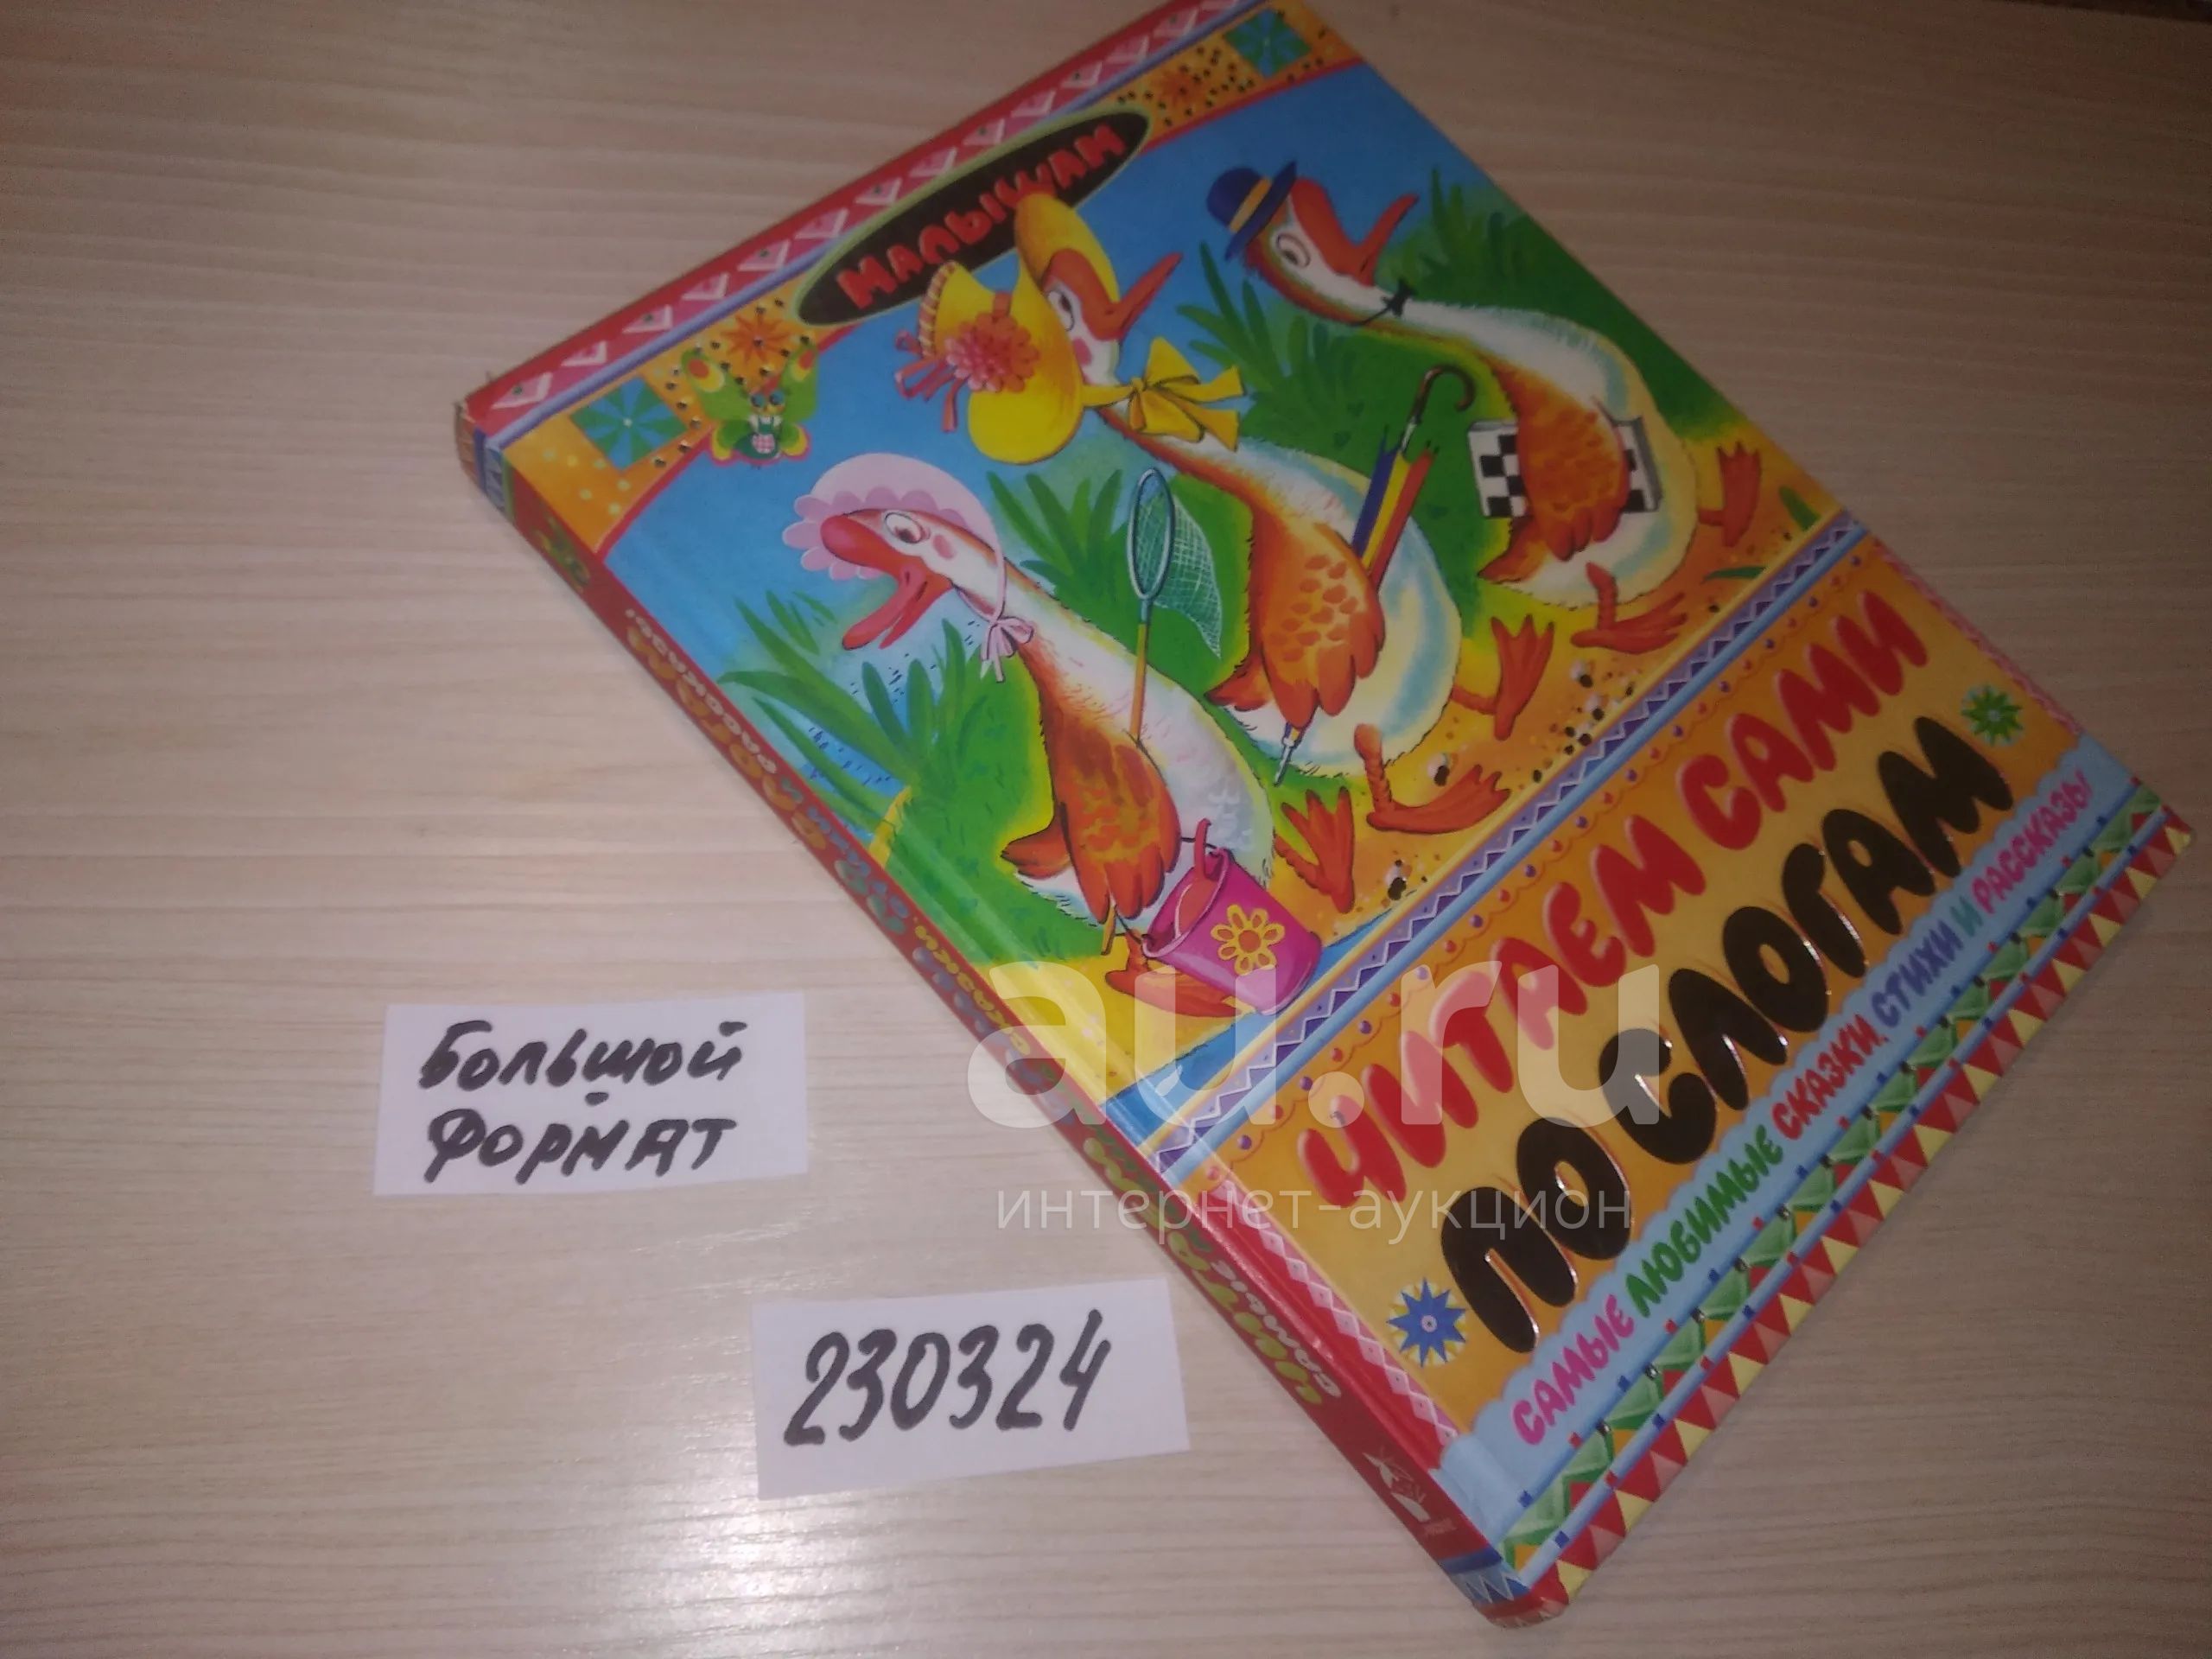 Малышам
ЧИТАЕМ САМИ
ПО СЛОГАМ
САМЫЕ ЛЮБИМЫЕ СКАЗКИ, СТИХИ И РАССКАЗЫ
Большой
формат
230324
au.ru
интернет-аукцион